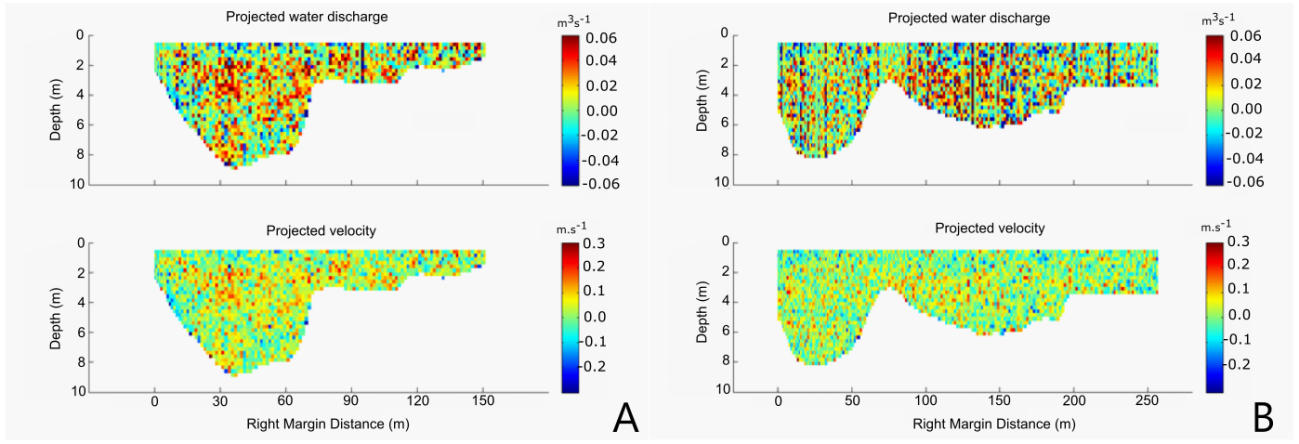 Projected water discharge
m³s⁻¹
0
2
4
6
8
10
Depth (m)
0.06
0.04
0.02
0.00
-0.02
-0.04
-0.06
Projected velocity
m.s⁻¹
0
2
4
6
8
10
Depth (m)
0.3
0.2
0.1
0.0
-0.1
-0.2
0 30 60 90 120 150
Right Margin Distance (m)
A
Projected water discharge
m³s⁻¹
0
2
4
6
8
10
Depth (m)
0.06
0.04
0.02
0.00
-0.02
-0.04
-0.06
Projected velocity
m.s⁻¹
0
2
4
6
8
10
Depth (m)
0.3
0.2
0.1
0.0
-0.1
-0.2
0 50 100 150 200 250
Right Margin Distance (m)
B